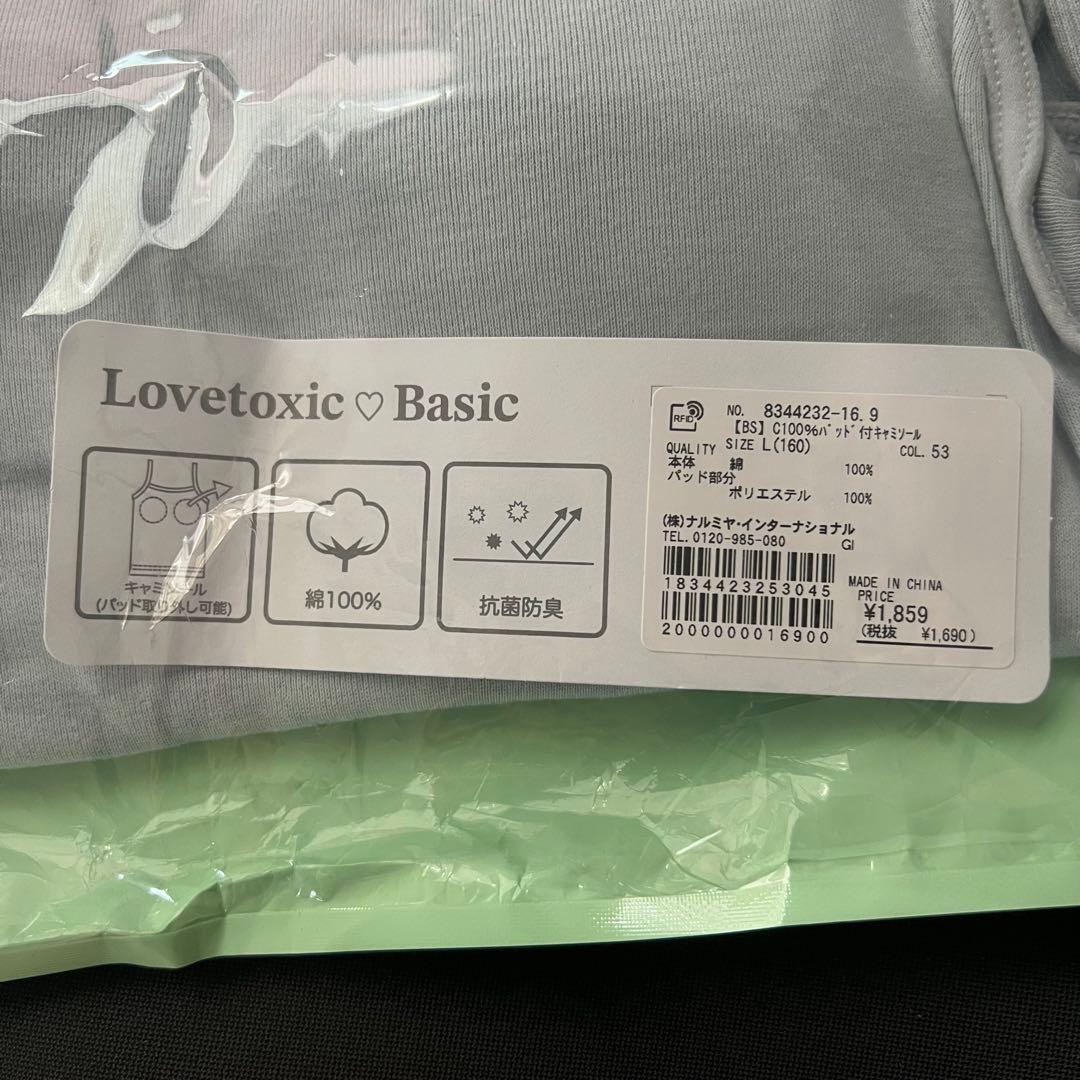 Lovetoxic ♡ Basic
キャミソール
(パッド取り外し可能)
綿100%
抗菌防臭
RFID
NO. 8344232-16.9
【BS】C100%ﾊﾟｯﾄﾞ付ｷｬﾐｿｰﾙ
QUALITY SIZE L(160) COL. 53
本体 綿 100%
パッド部分
ポリエステル 100%
(株)ナルミヤ・インターナショナル
TEL. 0120-985-080 GI
1834423253045
2000000016900
MADE IN CHINA
PRICE
¥1,859
(税抜 ¥1,690)